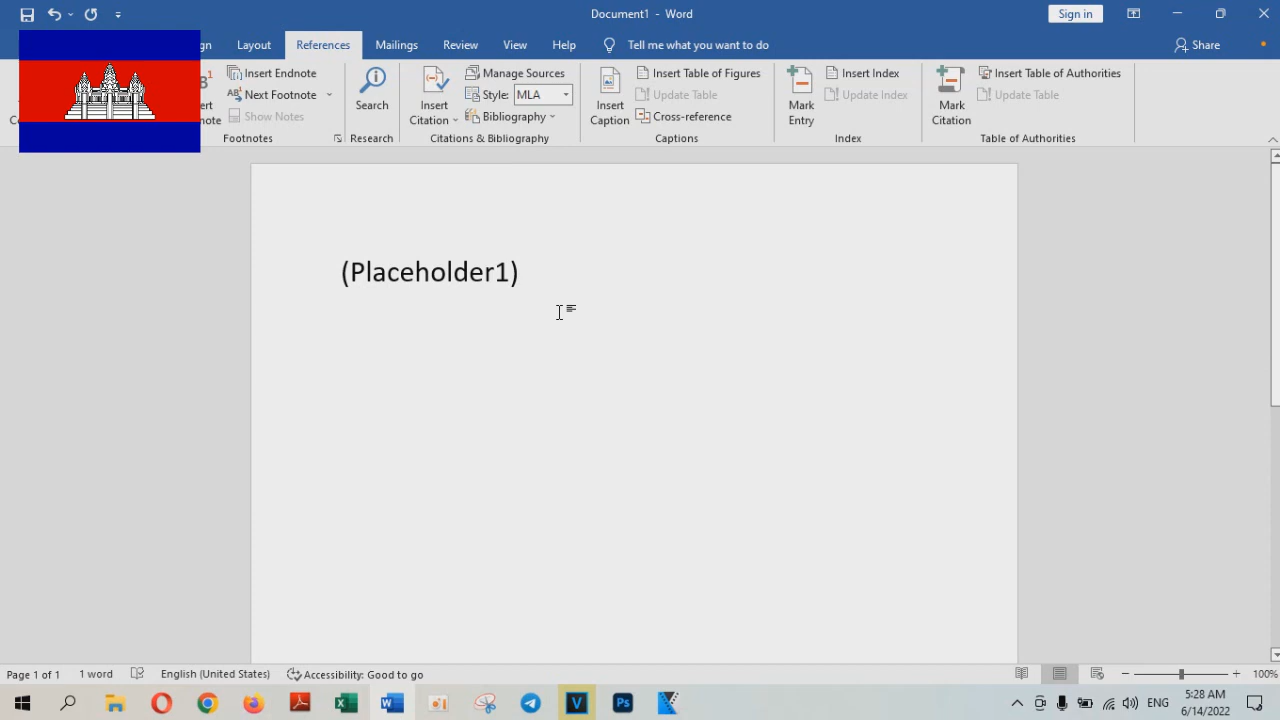 Document1 - Word
Sign in
Layout References Mailings Review View Help Tell me what you want to do
Share
Insert Endnote
Next Footnote
Show Notes
Footnotes
Search
Research
Insert
Citation
Manage Sources
Style: MLA
Bibliography
Citations & Bibliography
Insert
Caption
Insert Table of Figures
Update Table
Cross-reference
Captions
Mark
Entry
Insert Index
Update Index
Index
Mark
Citation
Insert Table of Authorities
Update Table
Table of Authorities
(Placeholder1)
Page 1 of 1 1 word English (United States) Accessibility: Good to go
100%
ENG
5:28 AM
6/14/2022